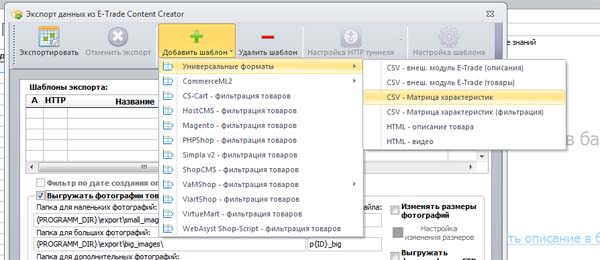 Экспорт данных из E-Trade Content Creator
Экспортировать
Отменить экспорт
Добавить шаблон
Удалить шаблон
Настройка HTTP туннеля
Настройка шаблона
е знаний
Шаблоны экспорта:
A HTTP Название
Универсальные форматы
CommerceML2
CS-Cart - фильтрация товаров
HostCMS - фильтрация товаров
Magento - фильтрация товаров
PHPShop - фильтрация товаров
Simpla v2 - фильтрация товаров
ShopCMS - фильтрация товаров
VaMShop - фильтрация товаров
ViartShop - фильтрация товаров
VirtueMart - фильтрация товаров
WebAsyst Shop-Script - фильтрация товаров
CSV - внеш. модуль E-Trade (описания)
CSV - внеш. модуль E-Trade (товары)
CSV - Матрица характеристик
CSV - Матрица характеристик (фильтрация)
HTML - описание товара
HTML - видео
в ба
Фильтр по дате создания оп
Выгружать фотографии тов
Папка для маленьких фотографий:
файла:
{PROGRAMM_DIR}\export\small_ima
Папка для больших фотографий:
{PROGRAMM_DIR}\export\big_images\
p{ID}_big
Папка для дополнительных фотографий:
Изменять размеры фотографий
Настройка изменения размеров
Выгружать
ть описание в б